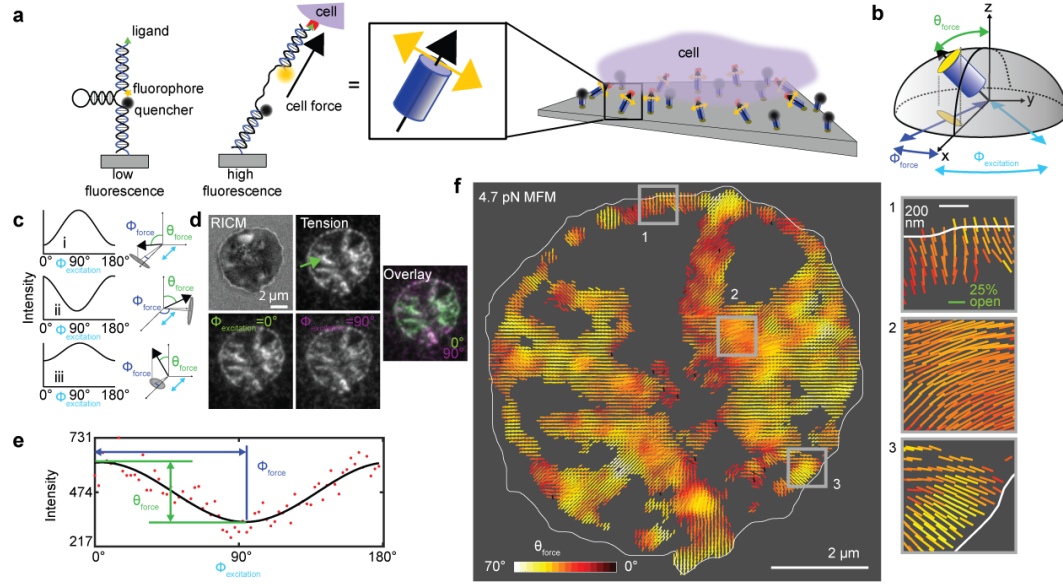 a
ligand
fluorophore
quencher
low
fluorescence
cell
cell force
high
fluorescence
=
cell
b
z
θforce
y
x
Φforce
Φexcitation
c
Intensity
i
0° Φexcitation 90° 180°
Φforce
θforce
ii
0° Φexcitation 90° 180°
Φforce
θforce
iii
0° Φexcitation 90° 180°
Φforce
θforce
d
RICM
2 µm
Tension
Φexcitation=0°
Φexcitation=90°
Overlay
0°
90°
e
Intensity
731
474
217
Φforce
θforce
0° 90° 180°
Φexcitation
f
4.7 pN MFM
1
2
3
θforce
70° 0°
2 µm
1
200
nm
25%
open
2
3